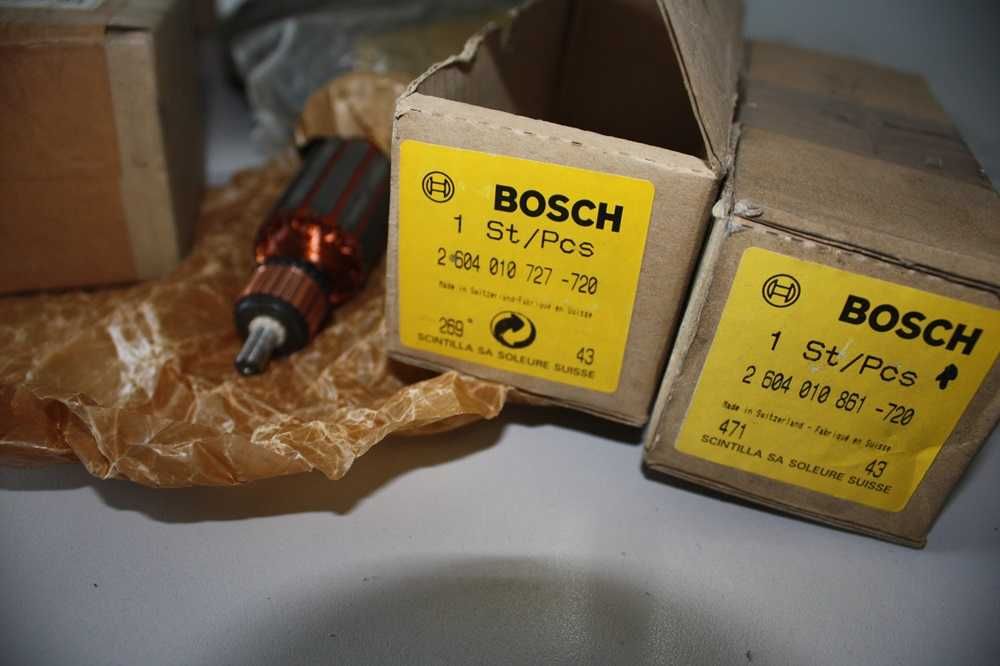 BOSCH
1 St/Pcs
2 604 010 727 -720
Made in Switzerland-Fabrique en Suisse
269
43
SCINTILLA SA SOLEURE SUISSE
BOSCH
1 St/Pcs
2 604 010 861 -720
Made in Switzerland - Fabrique en Suisse
471
43
SCINTILLA SA SOLEURE SUISSE